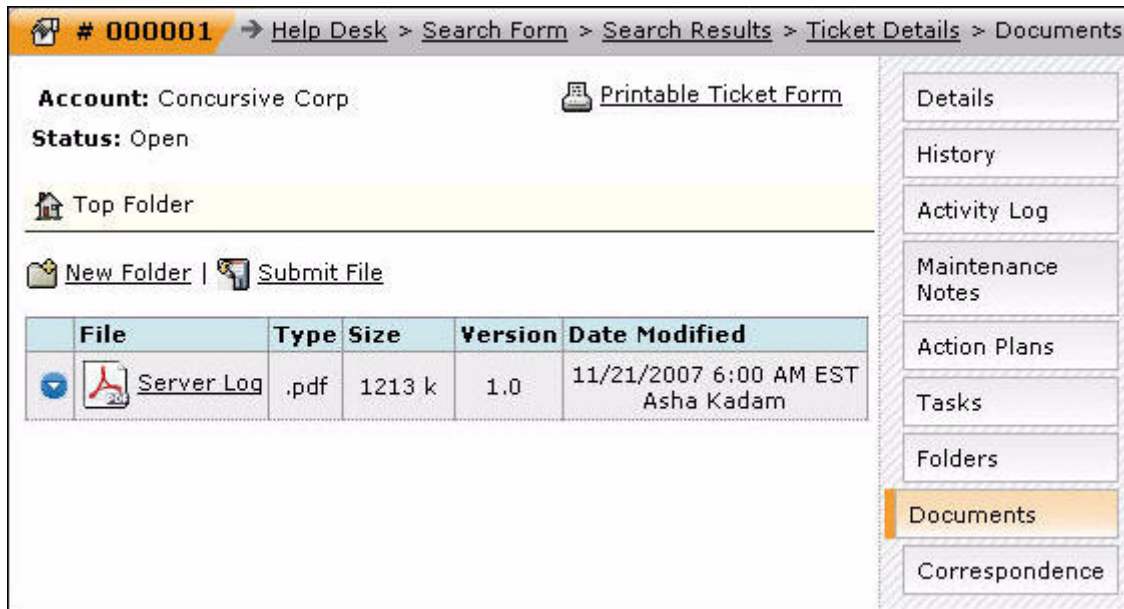 # 000001 → Help Desk > Search Form > Search Results > Ticket Details > Documents
Account: Concursive Corp
Printable Ticket Form
Status: Open
Top Folder
New Folder | Submit File
File Type Size Version Date Modified
Server Log .pdf 1213 k 1.0 11/21/2007 6:00 AM EST
Asha Kadam
Details
History
Activity Log
Maintenance
Notes
Action Plans
Tasks
Folders
Documents
Correspondence